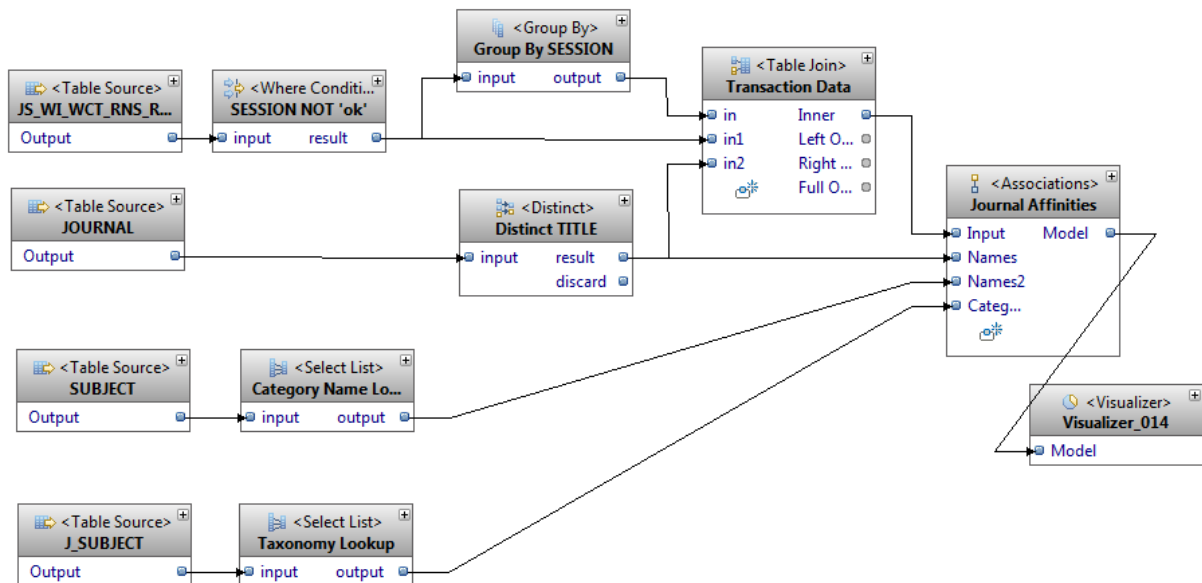 <Group By>
Group By SESSION
input output
<Table Source>
JS_WI_WCT_RNS_R...
Output
<Where Conditi...
SESSION NOT 'ok'
input result
<Table Join>
Transaction Data
in Inner
in1 Left O...
in2 Right ...
Full O...
<Table Source>
JOURNAL
Output
<Distinct>
Distinct TITLE
input result
discard
<Associations>
Journal Affinities
Input Model
Names
Names2
Categ...
<Table Source>
SUBJECT
Output
<Select List>
Category Name Lo...
input output
<Visualizer>
Visualizer_014
Model
<Table Source>
J_SUBJECT
Output
<Select List>
Taxonomy Lookup
input output